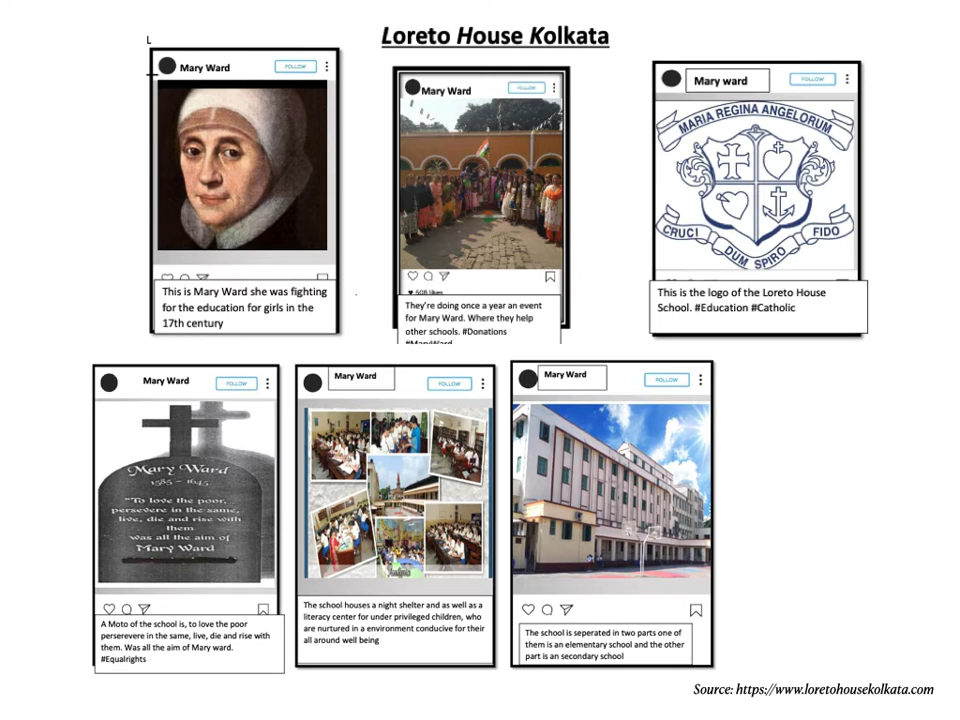 L
Loreto House Kolkata
Mary Ward
FOLLOW
This is Mary Ward she was fighting
for the education for girls in the
17th century
Mary Ward
FOLLOW
508 likes
They're doing once a year an event
for Mary Ward. Where they help
other schools. #Donations
#MaryWard
Mary ward
FOLLOW
MARIA REGINA ANGELORUM
CRUCI DUM SPIRO FIDO
This is the logo of the Loreto House
School. #Education #Catholic
Mary Ward
FOLLOW
Mary Ward
1585 - 1645
"To love the poor,
persevere in the same,
live, die and rise with
them
was all the aim of
Mary Ward
A Moto of the school is, to love the poor
perserevere in the same, live, die and rise with
them. Was all the aim of Mary ward.
#Equalrights
Mary Ward
FOLLOW
The school houses a night shelter and as well as a
literacy center for under privileged children, who
are nurtured in a environment conducive for their
all around well being
Mary Ward
FOLLOW
The school is seperated in two parts one of
them is an elementary school and the other
part is an secondary school
Source: https://www.loretohousekolkata.com